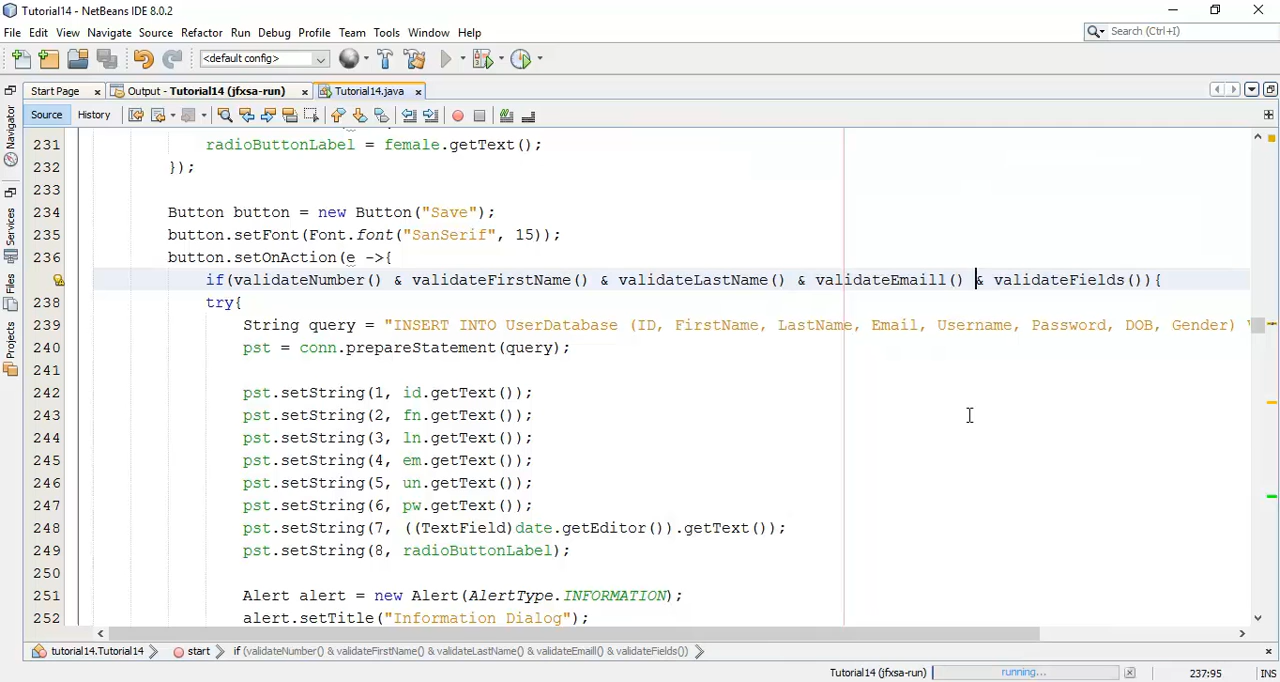 Tutorial14 - NetBeans IDE 8.0.2
File Edit View Navigate Source Refactor Run Debug Profile Team Tools Window Help
Search (Ctrl+I)
<default config>
Start Page Output - Tutorial14 (jfxsa-run) Tutorial14.java
Source History
Navigator
Services
Files
Projects
231 radioButtonLabel = female.getText();
232 });
233
234 Button button = new Button("Save");
235 button.setFont(Font.font("SanSerif", 15));
236 button.setOnAction(e ->{
if(validateNumber() & validateFirstName() & validateLastName() & validateEmaill() & validateFields()){
238 try{
239 String query = "INSERT INTO UserDatabase (ID, FirstName, LastName, Email, Username, Password, DOB, Gender)
240 pst = conn.prepareStatement(query);
241
242 pst.setString(1, id.getText());
243 pst.setString(2, fn.getText());
244 pst.setString(3, ln.getText());
245 pst.setString(4, em.getText());
246 pst.setString(5, un.getText());
247 pst.setString(6, pw.getText());
248 pst.setString(7, ((TextField)date.getEditor()).getText());
249 pst.setString(8, radioButtonLabel);
250
251 Alert alert = new Alert(AlertType.INFORMATION);
252 alert.setTitle("Information Dialog");
tutorial14.Tutorial14 start if (validateNumber() & validateFirstName() & validateLastName() & validateEmaill() & validateFields())
Tutorial14 (jfxsa-run) running... 237:95 INS